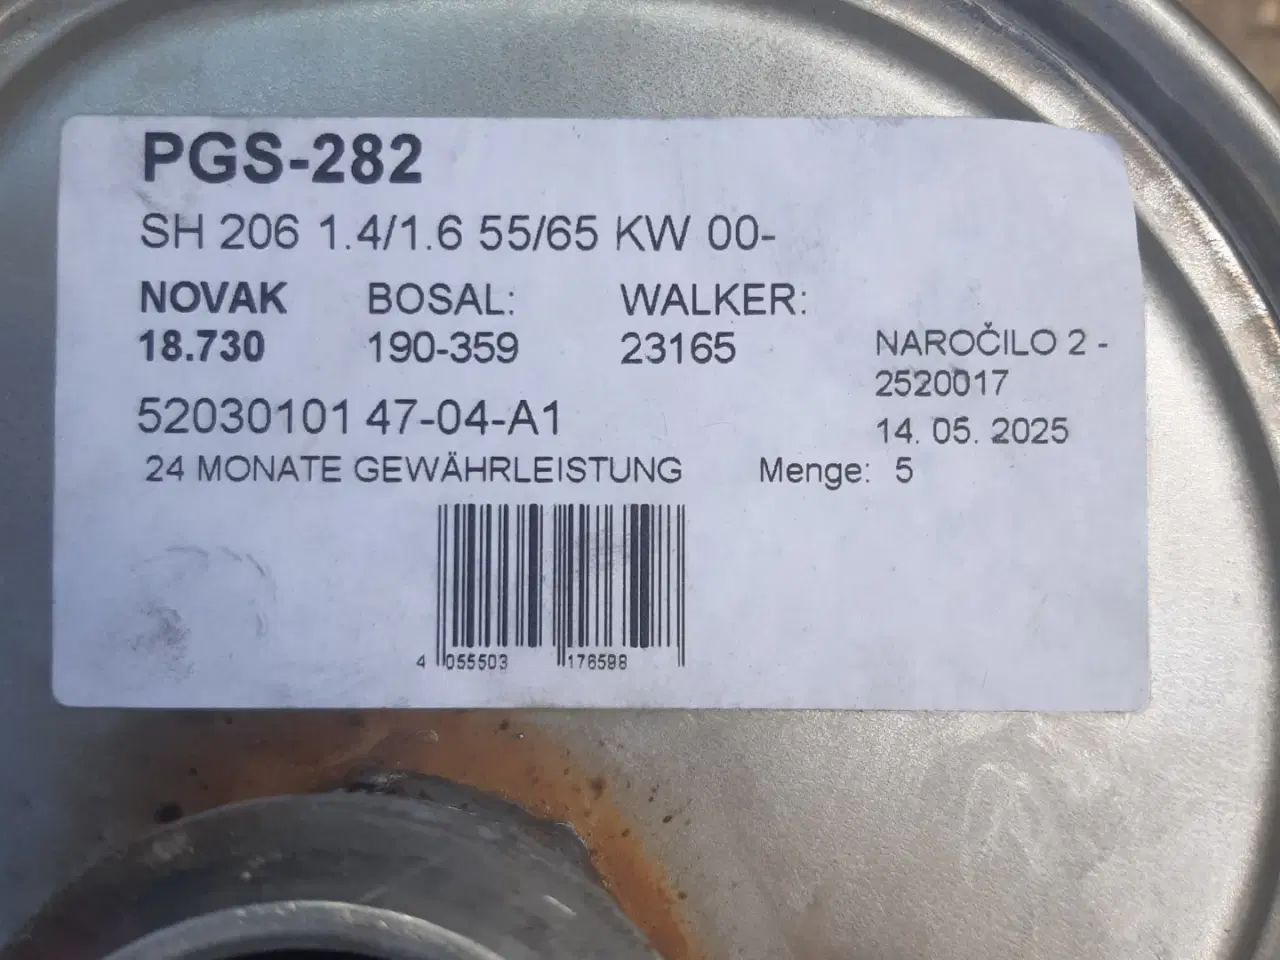 PGS-282
SH 206 1.4/1.6 55/65 KW 00-
NOVAK BOSAL: WALKER:
18.730 190-359 23165
NAROČILO 2 -
2520017
52030101 47-04-A1
14. 05. 2025
24 MONATE GEWÄHRLEISTUNG Menge: 5
4 055503 176598